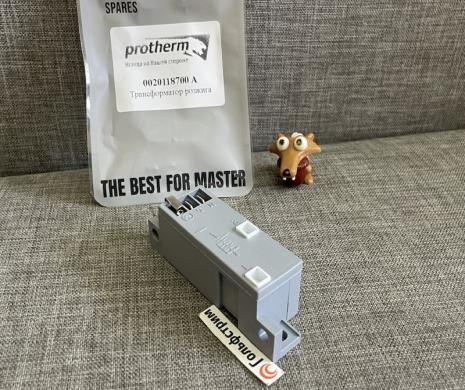 SPARES
protherm
Всегда на Вашей стороне
0020118700 A
Трансформатор розжига
THE BEST FOR MASTER
Гольфстрим